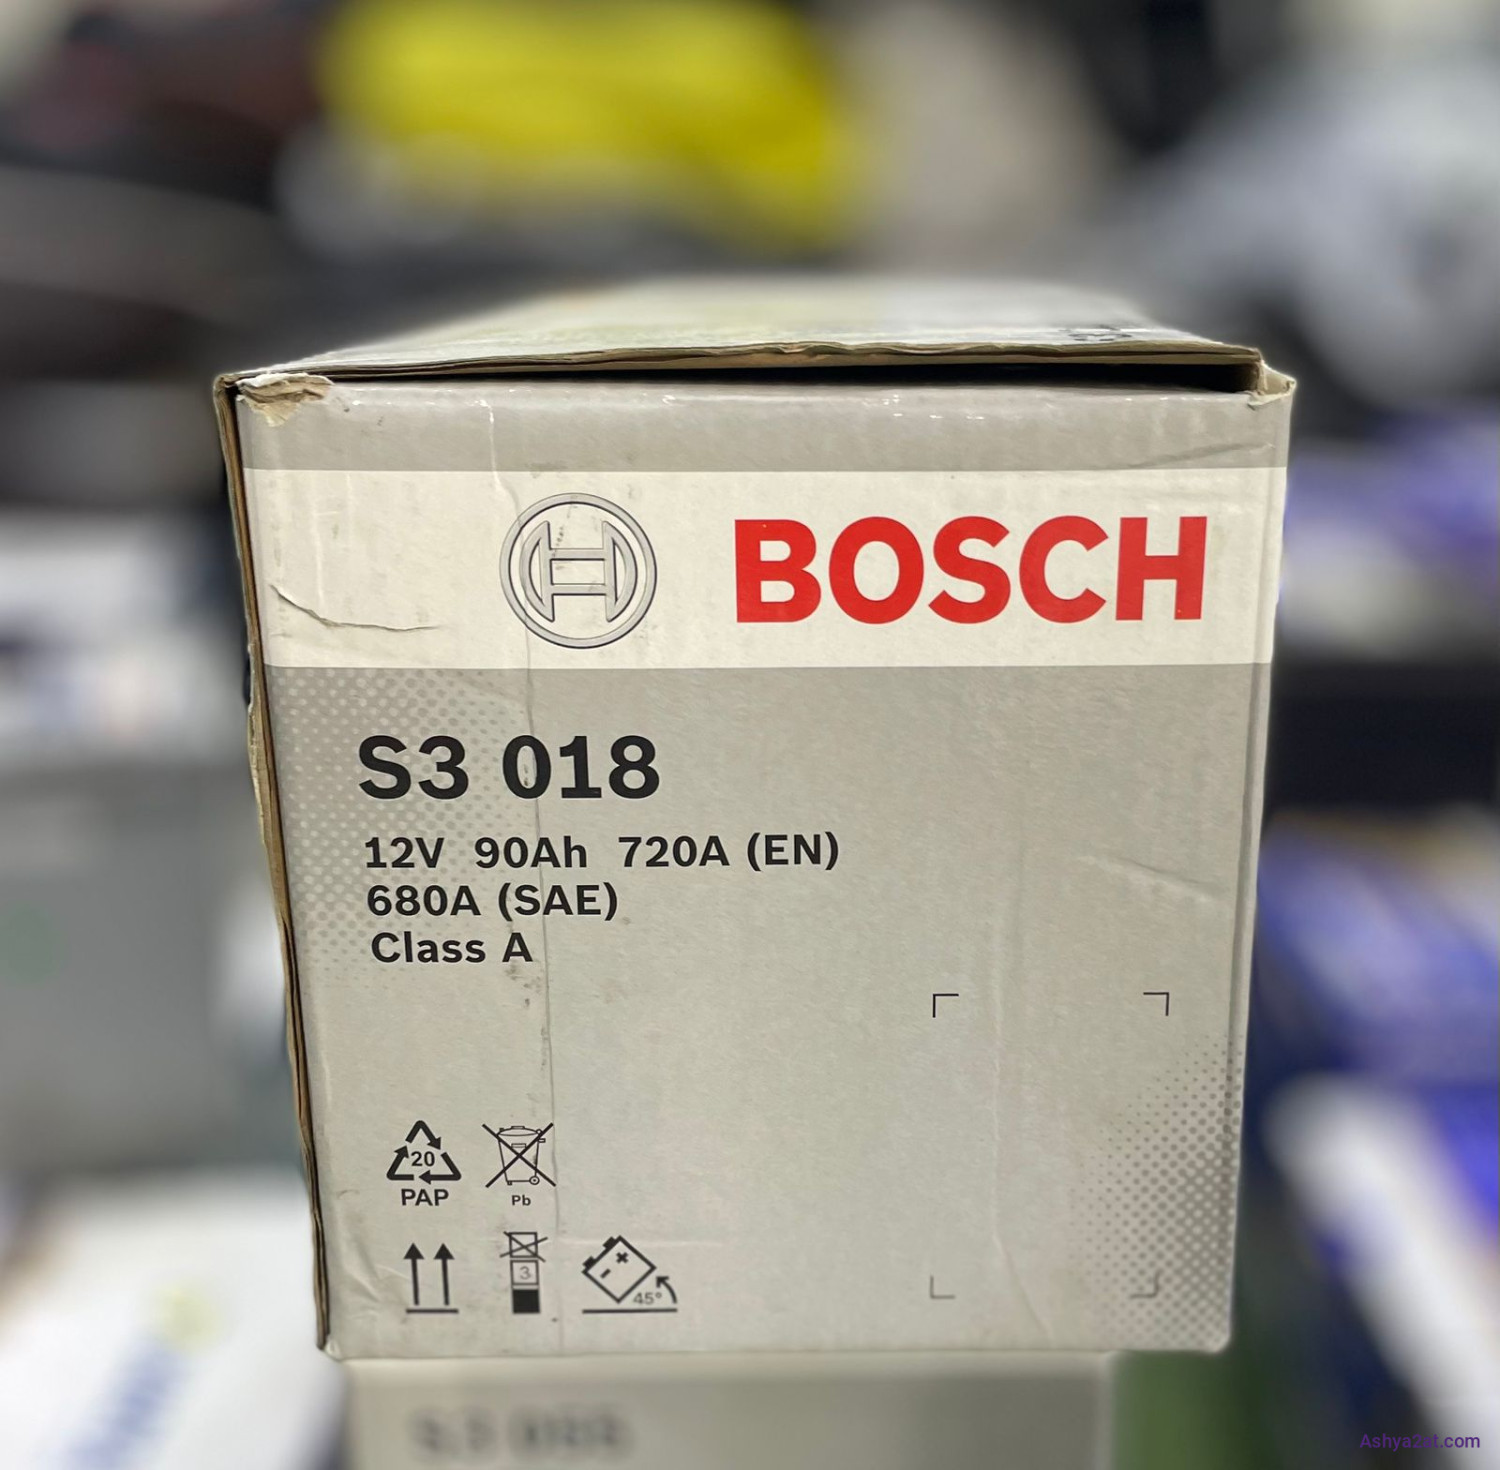 BOSCH
S3 018
12V 90Ah 720A (EN)
680A (SAE)
Class A
20
PAP
Pb
3
45°
Ashya2at.com